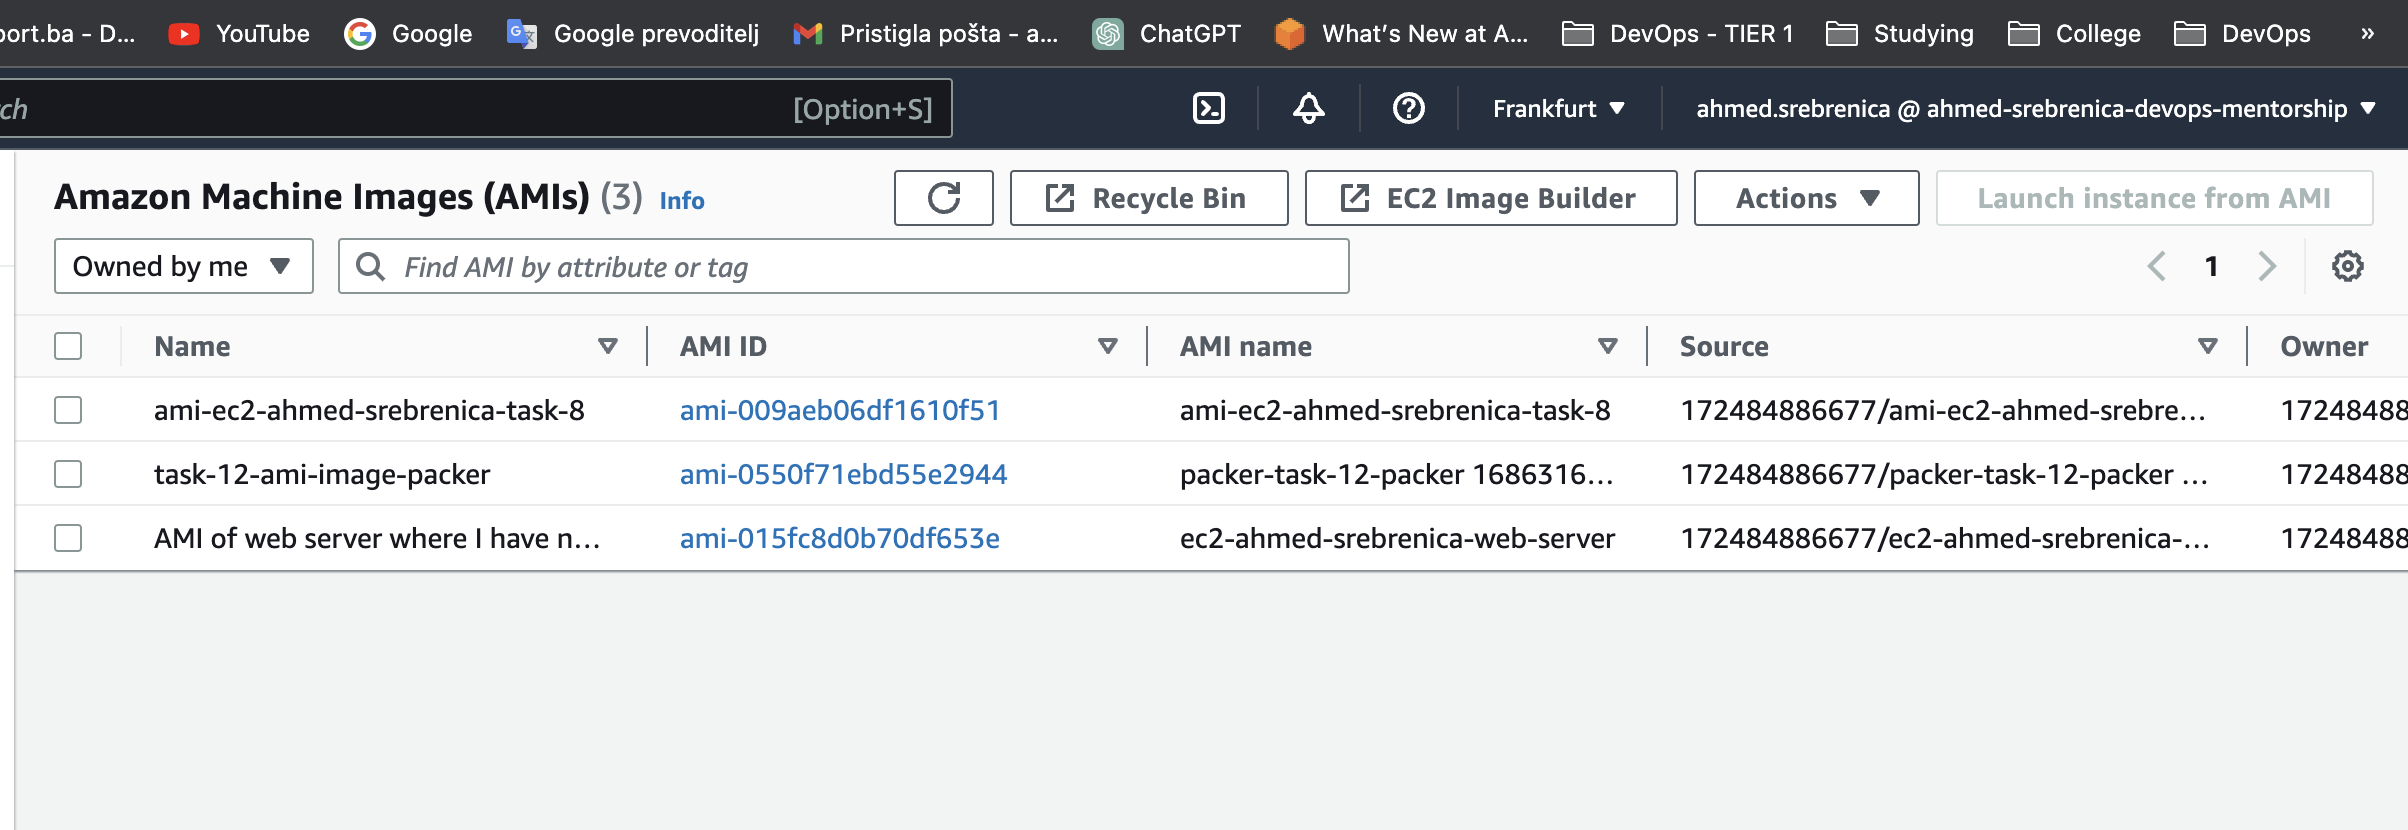 port.ba - D... YouTube Google Google prevoditelj Pristigla pošta - a... ChatGPT What's New at A... DevOps - TIER 1 Studying College DevOps »
ch [Option+S] Frankfurt ahmed.srebrenica @ ahmed-srebrenica-devops-mentorship
Amazon Machine Images (AMIs) (3) Info Recycle Bin EC2 Image Builder Actions Launch instance from AMI
Owned by me Find AMI by attribute or tag 1
Name AMI ID AMI name Source Owner
ami-ec2-ahmed-srebrenica-task-8 ami-009aeb06df1610f51 ami-ec2-ahmed-srebrenica-task-8 172484886677/ami-ec2-ahmed-srebre... 17248488
task-12-ami-image-packer ami-0550f71ebd55e2944 packer-task-12-packer 1686316... 172484886677/packer-task-12-packer ... 17248488
AMI of web server where I have n... ami-015fc8d0b70df653e ec2-ahmed-srebrenica-web-server 172484886677/ec2-ahmed-srebrenica-... 17248488